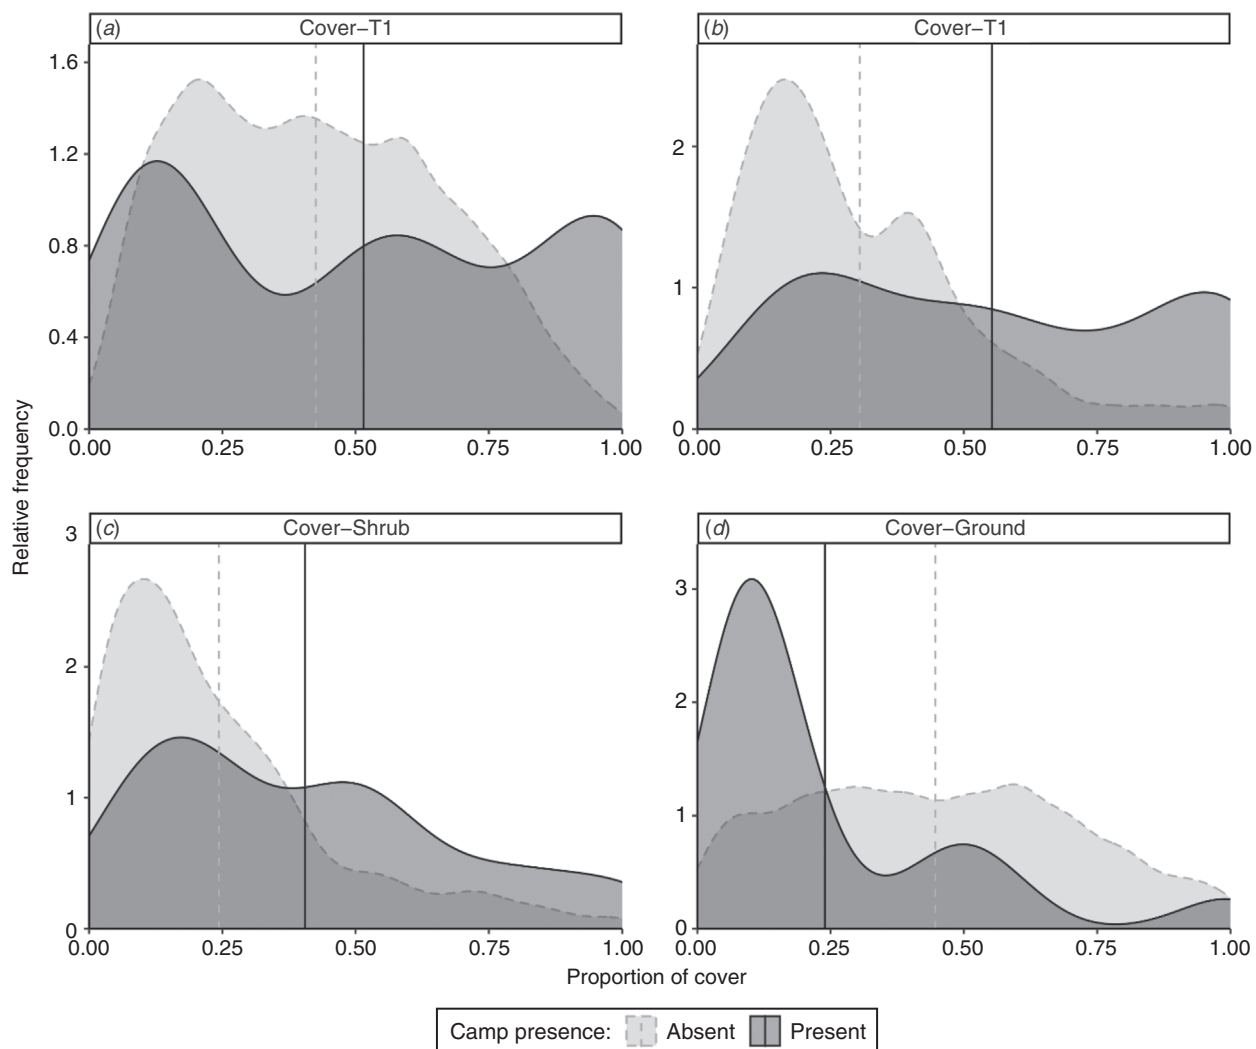 (a) Cover–T1
(b) Cover–T1
1.6
1.2
0.8
0.4
0.0
0.00 0.25 0.50 0.75 1.00
2
1
0
0.00 0.25 0.50 0.75 1.00
Relative frequency
(c) Cover–Shrub
(d) Cover–Ground
3
2
1
0
0.00 0.25 0.50 0.75 1.00
3
2
1
0
0.00 0.25 0.50 0.75 1.00
Proportion of cover
Camp presence: Absent Present